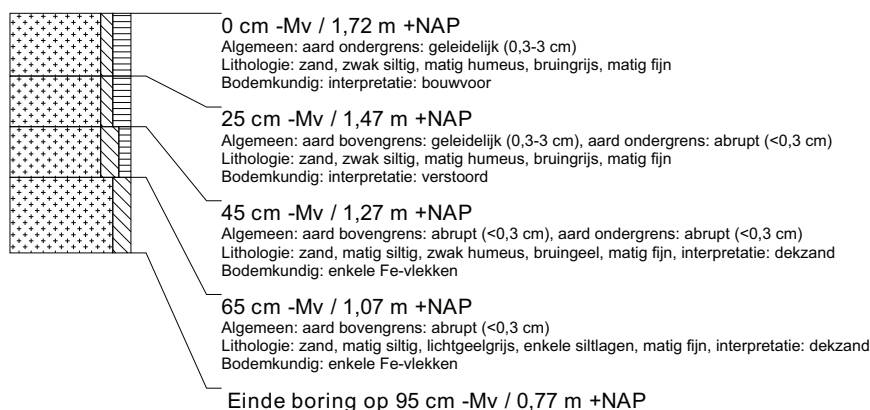 0 cm -Mv / 1,72 m +NAP
Algemeen: aard ondergrens: geleidelijk (0,3-3 cm)
Lithologie: zand, zwak siltig, matig humeus, bruingrijs, matig fijn
Bodemkundig: interpretatie: bouwvoor
25 cm -Mv / 1,47 m +NAP
Algemeen: aard bovengrens: geleidelijk (0,3-3 cm), aard ondergrens: abrupt (<0,3 cm)
Lithologie: zand, zwak siltig, matig humeus, bruingrijs, matig fijn
Bodemkundig: interpretatie: verstoord
45 cm -Mv / 1,27 m +NAP
Algemeen: aard bovengrens: abrupt (<0,3 cm), aard ondergrens: abrupt (<0,3 cm)
Lithologie: zand, matig siltig, zwak humeus, bruingeel, matig fijn, interpretatie: dekzand
Bodemkundig: enkele Fe-vlekken
65 cm -Mv / 1,07 m +NAP
Algemeen: aard bovengrens: abrupt (<0,3 cm)
Lithologie: zand, matig siltig, lichtgeelgrijs, enkele siltlagen, matig fijn, interpretatie: dekzand
Bodemkundig: enkele Fe-vlekken
Einde boring op 95 cm -Mv / 0,77 m +NAP